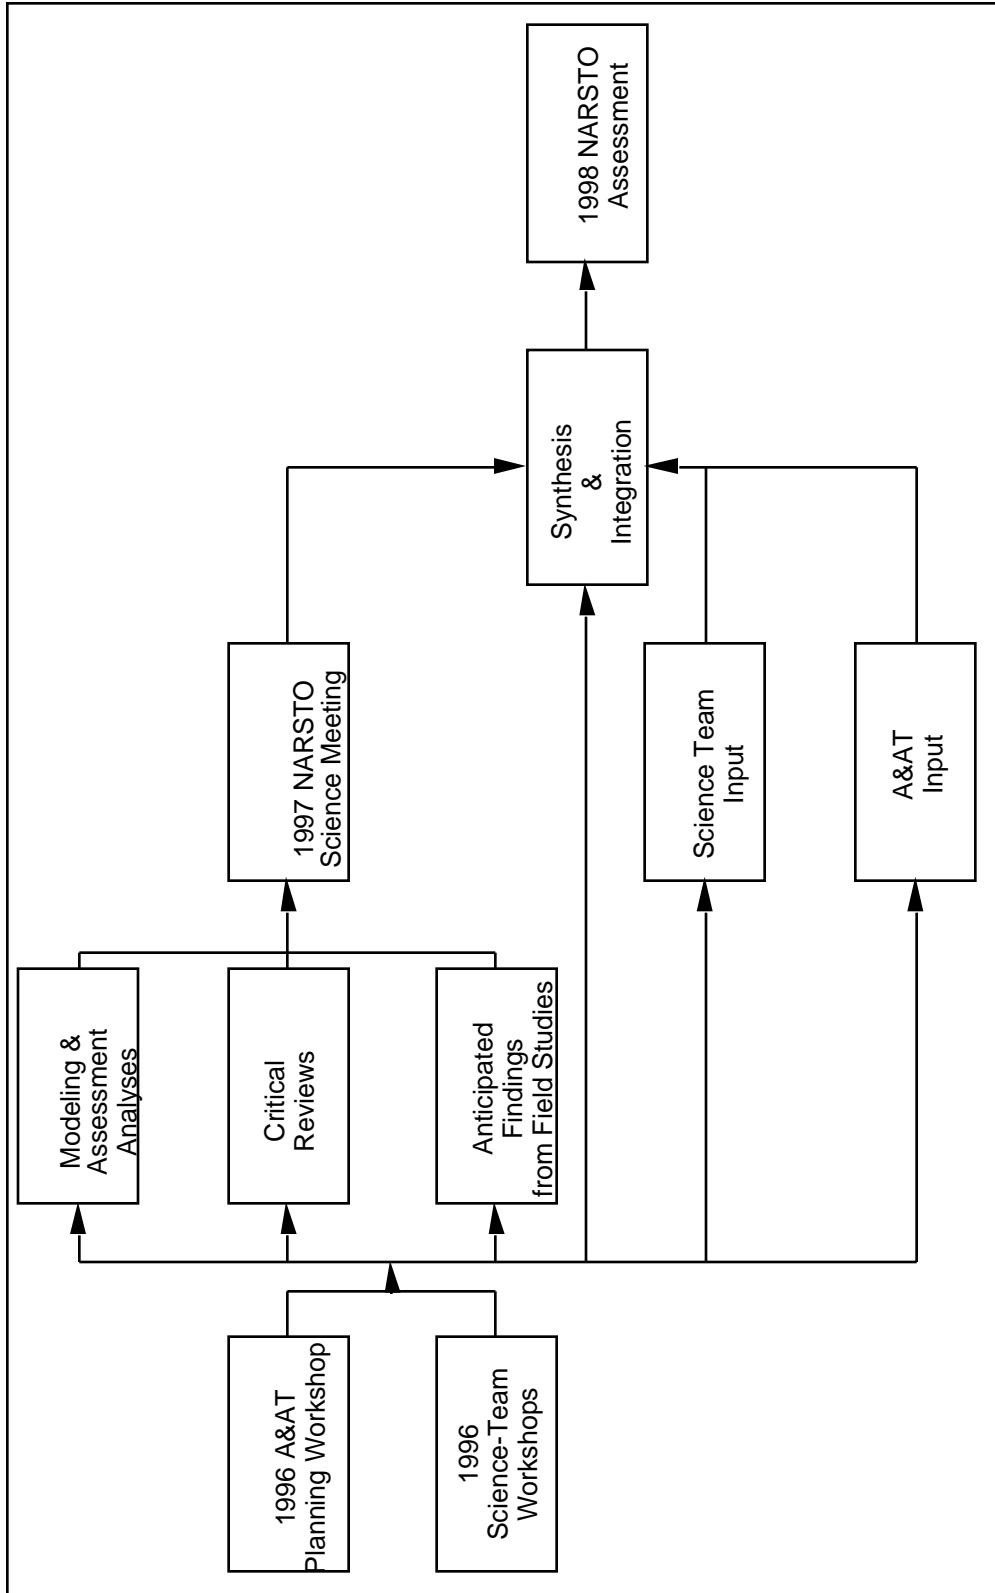 1996 A&AT
Planning Workshop
1996
Science-Team
Workshops
Modeling &
Assessment
Analyses
Critical
Reviews
Anticipated
Findings
from Field Studies
1997 NARSTO
Science Meeting
Science Team
Input
A&AT
Input
Synthesis
&
Integration
1998 NARSTO
Assessment